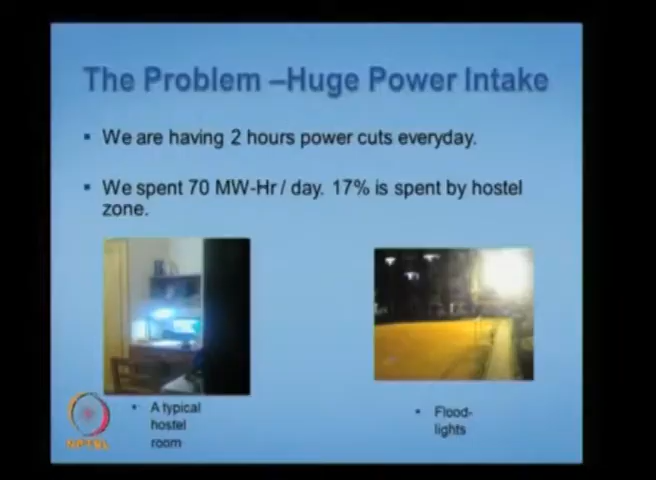 The Problem –Huge Power Intake
▪ We are having 2 hours power cuts everyday.
▪ We spent 70 MW-Hr / day. 17% is spent by hostel
zone.
• A typical
hostel
room
• Flood-
lights
NPTEL